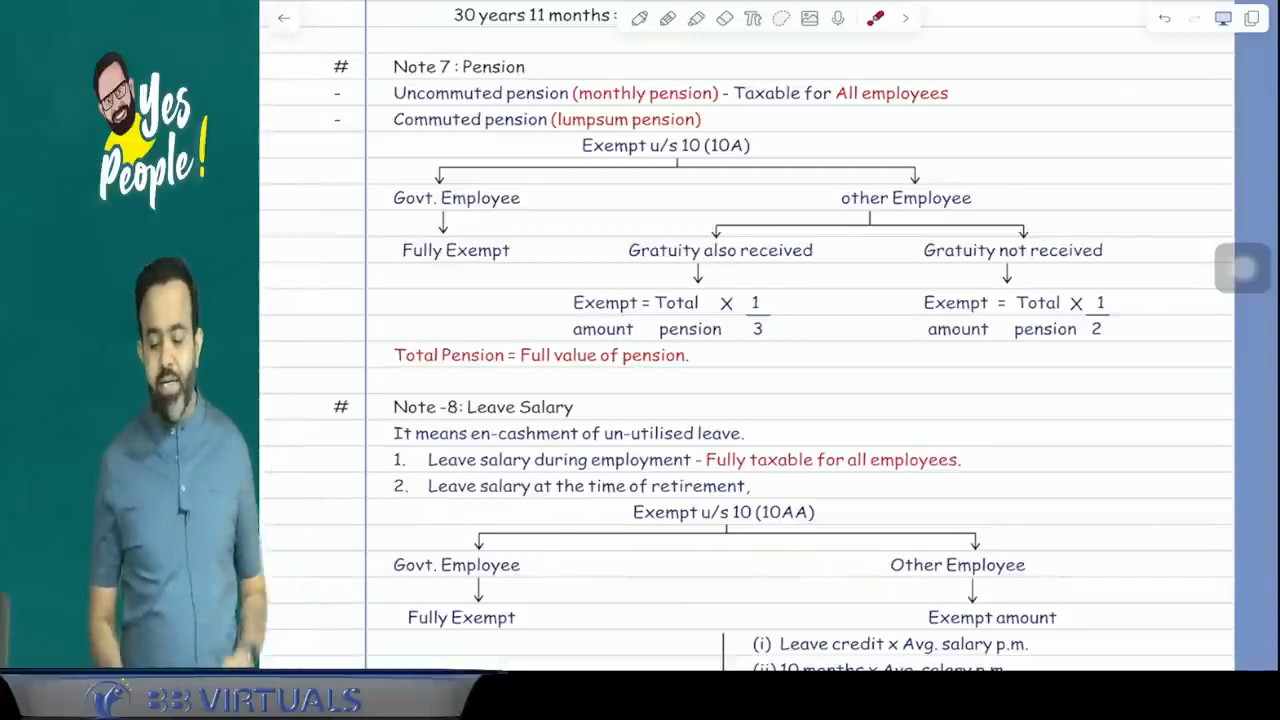 30 years 11 months :
Yes
People!
# Note 7 : Pension
- Uncommuted pension (monthly pension) - Taxable for All employees
- Commuted pension (lumpsum pension)
Exempt u/s 10 (10A)
Govt. Employee other Employee
Fully Exempt Gratuity also received Gratuity not received
Exempt = Total X 1 Exempt = Total X 1
amount pension 3 amount pension 2
Total Pension = Full value of pension.
# Note -8: Leave Salary
It means en-cashment of un-utilised leave.
1. Leave salary during employment - Fully taxable for all employees.
2. Leave salary at the time of retirement,
Exempt u/s 10 (10AA)
Govt. Employee Other Employee
Fully Exempt Exempt amount
(i) Leave credit x Avg. salary p.m.
(ii) 10 months x Avg. salary p.m.
BB VIRTUALS